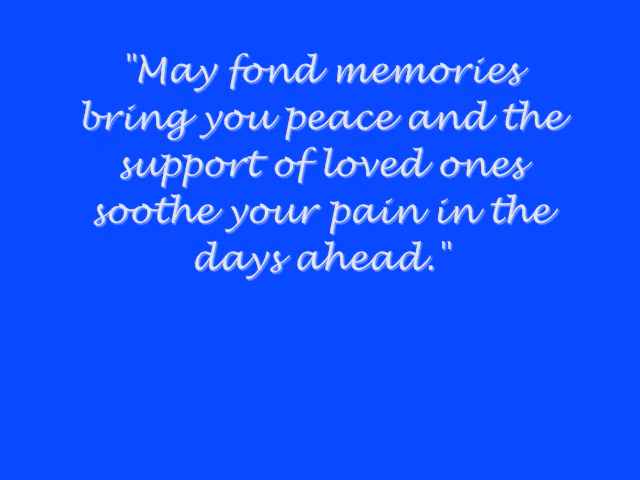 "May fond memories
bring you peace and the
support of loved ones
soothe your pain in the
days ahead."